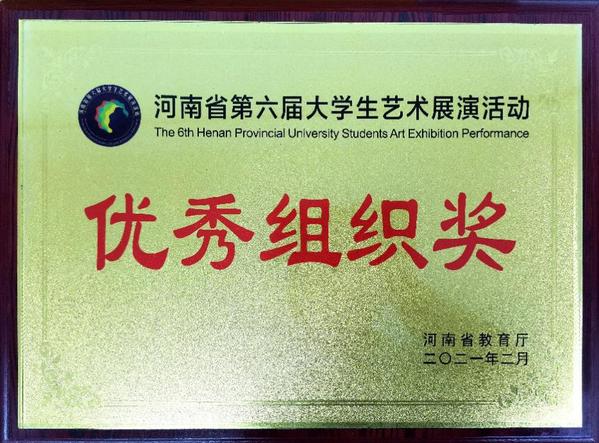 河南省第六届大学生艺术展演活动
The 6th Henan Provincial University Students Art Exhibition Performance
优秀组织奖
河南省教育厅
二〇二一年二月